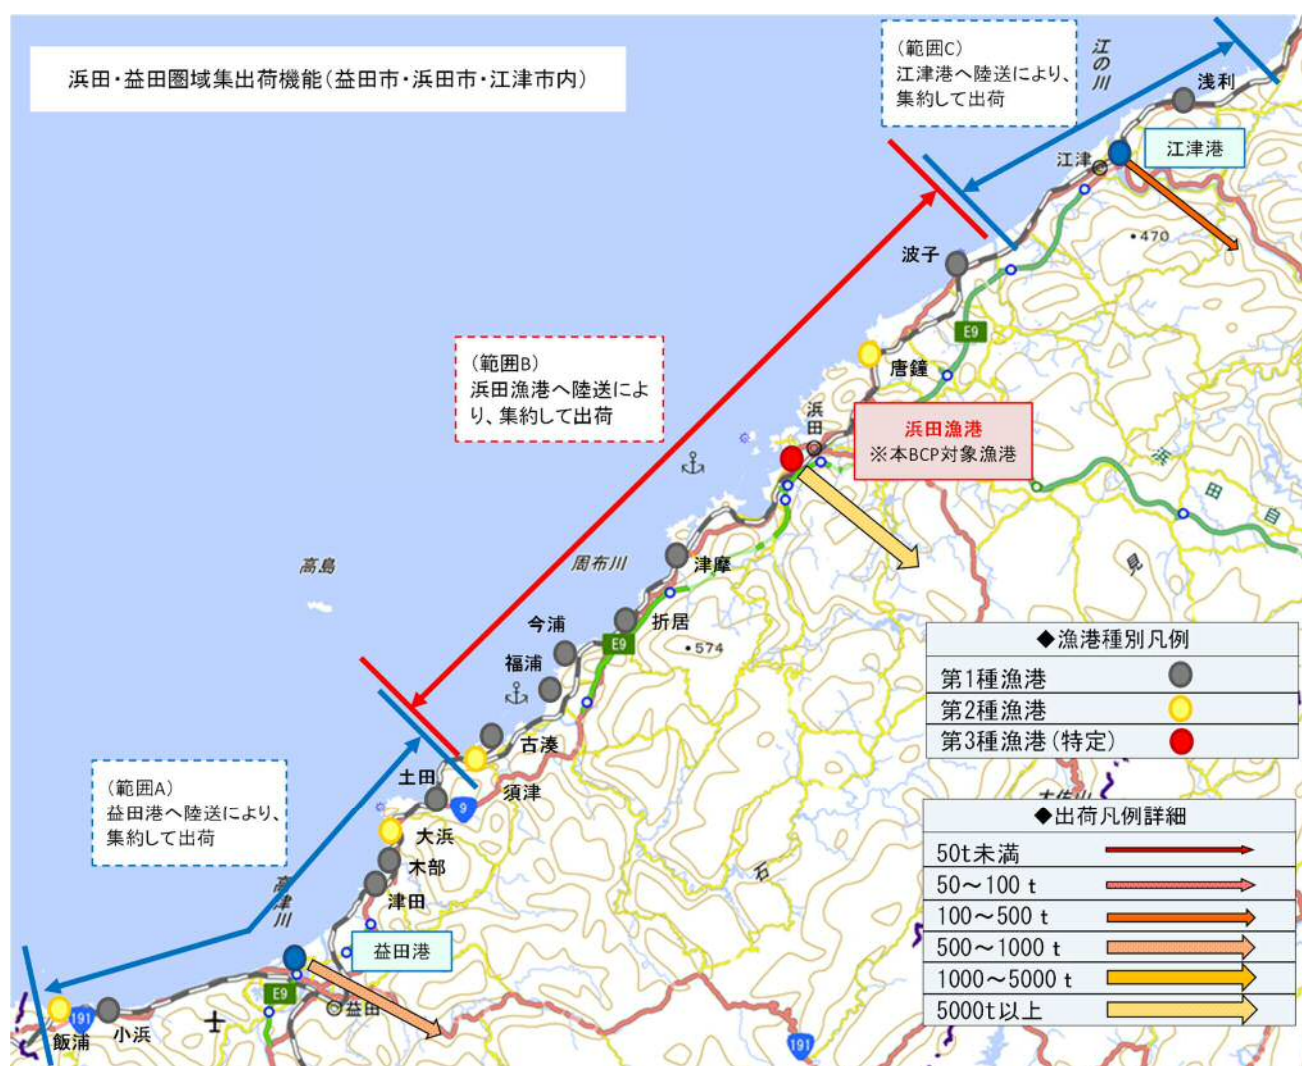 浜田・益田圏域集出荷機能（益田市・浜田市・江津市内）
（範囲C）
江津港へ陸送により、
集約して出荷
江の川
浅利
江津
江津港
・470
波子
E9
（範囲B）
浜田漁港へ陸送によ
り、集約して出荷
唐鐘
浜田
浜田漁港
※本BCP対象漁港
浜
田
自
見
津摩
周布川
高島
折居
今浦
E9
・574
福浦
古湊
土田
須津
9
（範囲A）
益田港へ陸送により、
集約して出荷
大浜
木部
津田
石
高津川
益田港
E9
益田
飯浦
191
小浜
191
◆漁港種別凡例
第1種漁港
第2種漁港
第3種漁港（特定）
◆出荷凡例詳細
50t未満
50～100 t
100～500 t
500～1000 t
1000～5000 t
5000t以上